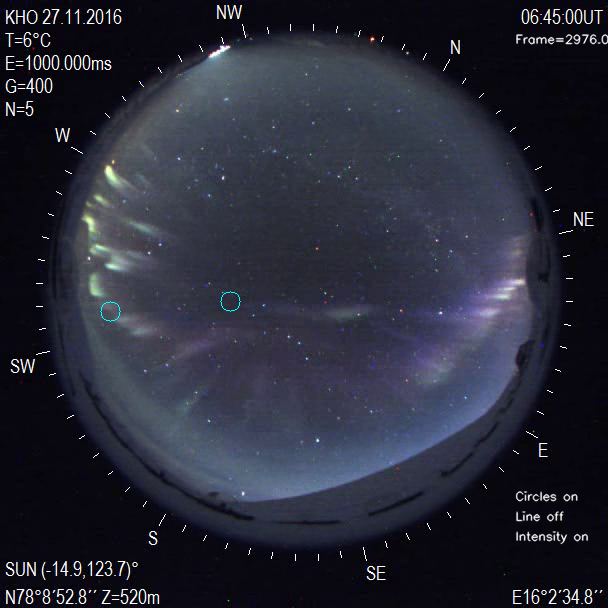 KHO 27.11.2016
T=6°C
E=1000.000ms
G=400
N=5
06:45:00UT
Frame=2976.0
NW
N
W
NE
SW
E
S
SE
Circles on
Line off
Intensity on
SUN (-14.9,123.7)°
N78°8'52.8'' Z=520m
E16°2'34.8''